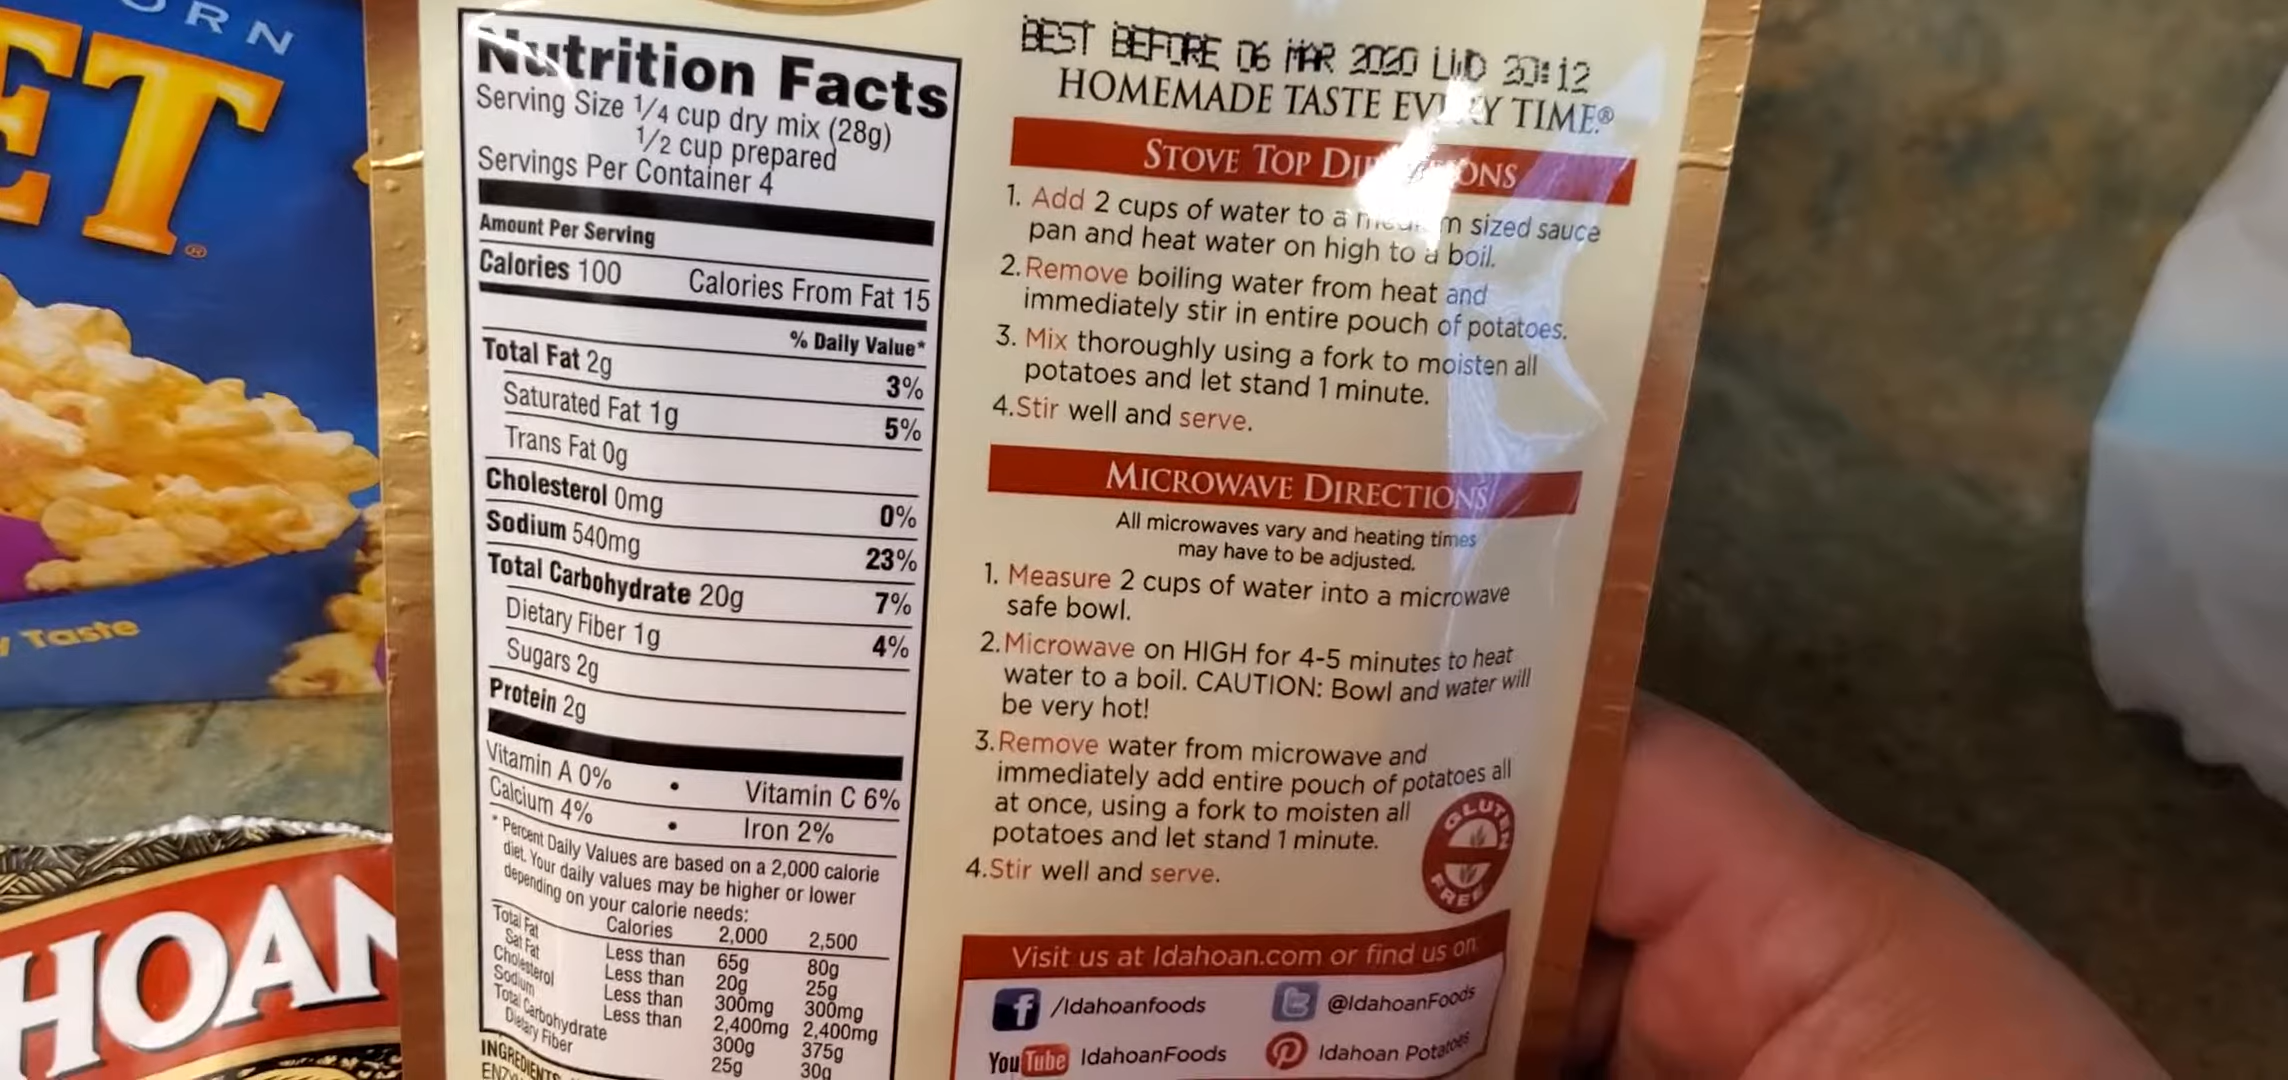 ORN
ET®
Taste
HOAN
Nutrition Facts
Serving Size 1/4 cup dry mix (28g)
1/2 cup prepared
Servings Per Container 4
Amount Per Serving
Calories 100 Calories From Fat 15
% Daily Value*
Total Fat 2g 3%
Saturated Fat 1g 5%
Trans Fat 0g
Cholesterol 0mg 0%
Sodium 540mg 23%
Total Carbohydrate 20g 7%
Dietary Fiber 1g 4%
Sugars 2g
Protein 2g
Vitamin A 0% • Vitamin C 6%
Calcium 4% • Iron 2%
* Percent Daily Values are based on a 2,000 calorie
diet. Your daily values may be higher or lower
depending on your calorie needs:
Calories 2,000 2,500
Total Fat Less than 65g 80g
Sat Fat Less than 20g 25g
Cholesterol Less than 300mg 300mg
Sodium Less than 2,400mg 2,400mg
Total Carbohydrate 300g 375g
Dietary Fiber 25g 30g
INGREDIENTS
BEST BEFORE 06 MAR 2020 LWD 20:12
HOMEMADE TASTE EVERY TIME.®
STOVE TOP DIRECTIONS
1. Add 2 cups of water to a medium sized sauce
pan and heat water on high to a boil.
2. Remove boiling water from heat and
immediately stir in entire pouch of potatoes.
3. Mix thoroughly using a fork to moisten all
potatoes and let stand 1 minute.
4. Stir well and serve.
MICROWAVE DIRECTIONS
All microwaves vary and heating times
may have to be adjusted.
1. Measure 2 cups of water into a microwave
safe bowl.
2. Microwave on HIGH for 4-5 minutes to heat
water to a boil. CAUTION: Bowl and water will
be very hot!
3. Remove water from microwave and
immediately add entire pouch of potatoes all
at once, using a fork to moisten all
potatoes and let stand 1 minute.
4. Stir well and serve.
GLUTEN
FREE
Visit us at Idahoan.com or find us on:
f /Idahoanfoods
t @IdahoanFoods
YouTube IdahoanFoods
Idahoan Potatoes